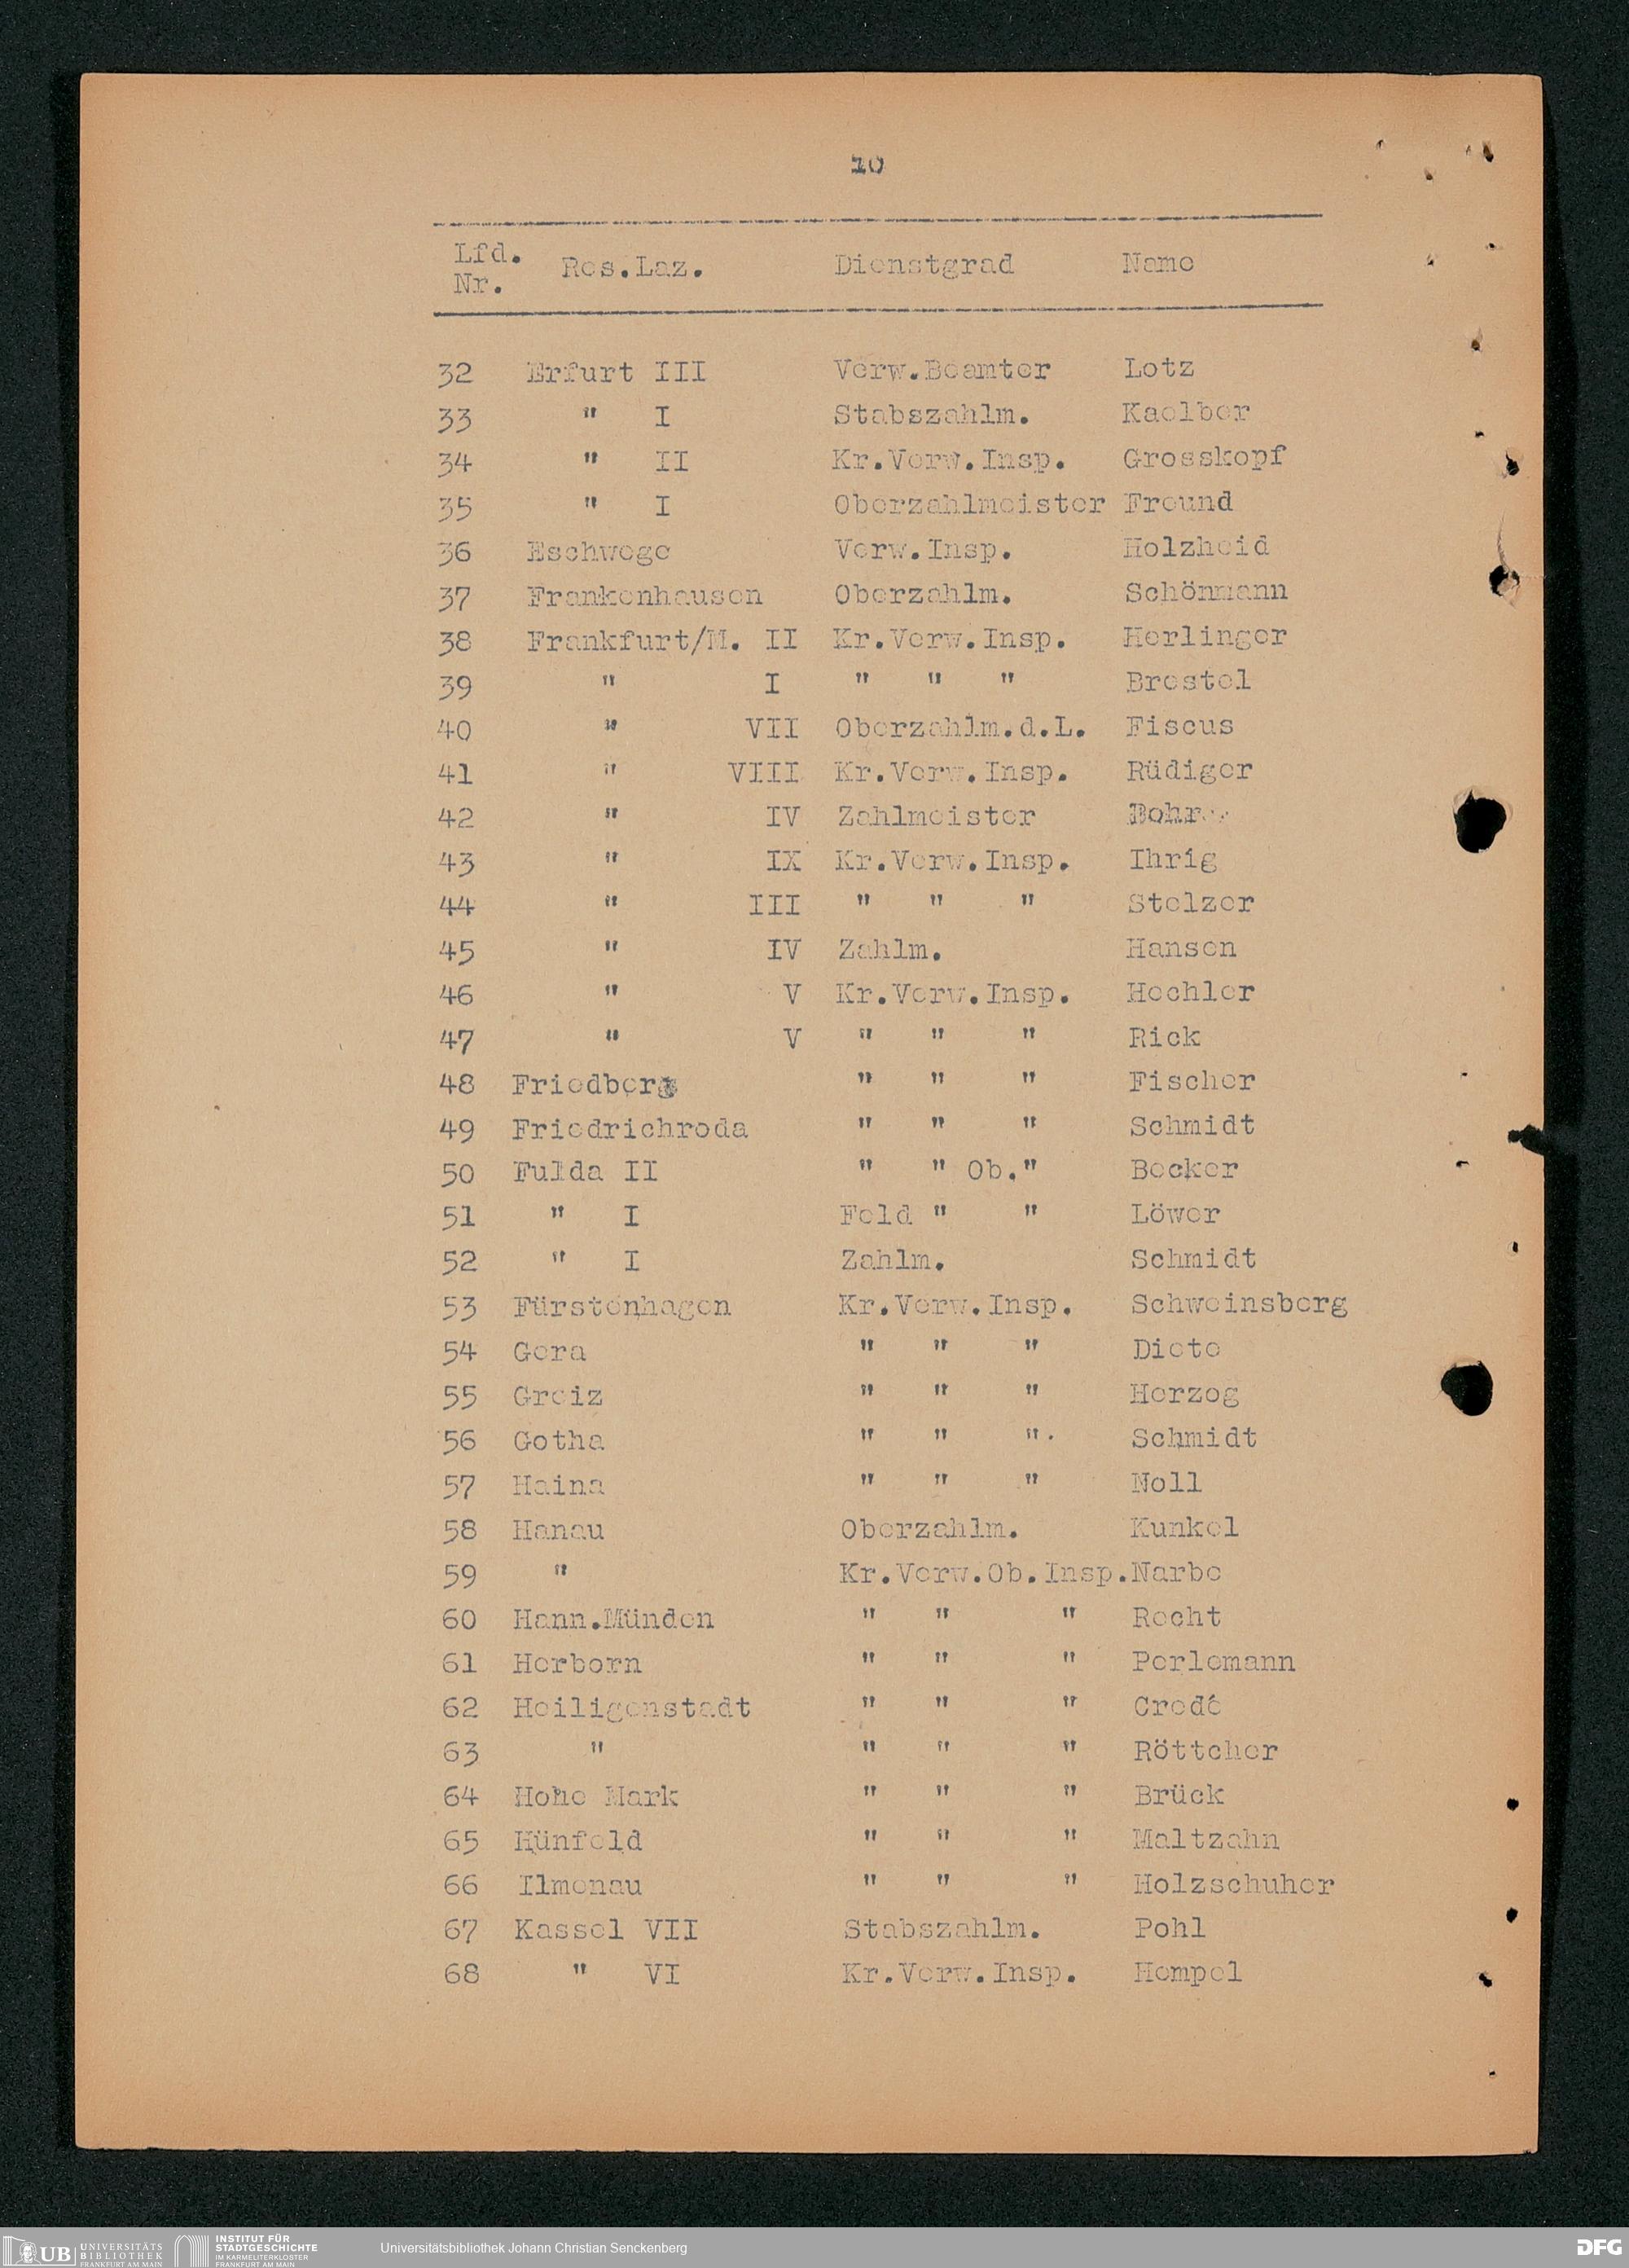 10
Lfd. Nr. Res.Laz. Dienstgrad Name
32 Erfurt III Verw.Beamter Lotz
33 " I Stabszahlm. Kaelber
34 " II Kr.Verw.Insp. Grosskopf
35 " I Oberzahlmeister Freund
36 Eschwege Verw.Insp. Holzheid
37 Frankenhausen Oberzahlm. Schönmann
38 Frankfurt/M. II Kr.Verw.Insp. Herlinger
39 " I " " " Brestel
40 " VII Oberzahlm.d.L. Fiscus
41 " VIII Kr.Verw.Insp. Rüdiger
42 " IV Zahlmeister
43 " IX Kr.Verw.Insp. Ihrig
44 " III " " " Stelzer
45 " IV Zahlm. Hansen
46 " V Kr.Verw.Insp. Hechler
47 " V " " " Rick
48 Friedberg " " " Fischer
49 Friedrichroda " " " Schmidt
50 Fulda II " " Ob." Becker
51 " I Feld " " Löwer
52 " I Zahlm. Schmidt
53 Fürstenhagen Kr.Verw.Insp. Schweinsberg
54 Gera " " " Diete
55 Greiz " " " Herzog
56 Gotha " " ". Schmidt
57 Haina " " " Noll
58 Hanau Oberzahlm. Kunkel
59 " Kr.Verw.Ob.Insp. Narbe
60 Hann.Münden " " " Recht
61 Herborn " " " Perlemann
62 Heiligenstadt " " " Credé
63 " " " " Röttcher
64 Hohe Mark " " " Brück
65 Hünfeld " " " Maltzahn
66 Ilmenau " " " Holzschuher
67 Kassel VII Stabszahlm. Pohl
68 " VI Kr.Verw.Insp. Hempel
UB UNIVERSITÄTS BIBLIOTHEK FRANKFURT AM MAIN
INSTITUT FÜR STADTGESCHICHTE IM KARMELITERKLOSTER FRANKFURT AM MAIN
Universitätsbibliothek Johann Christian Senckenberg
DFG